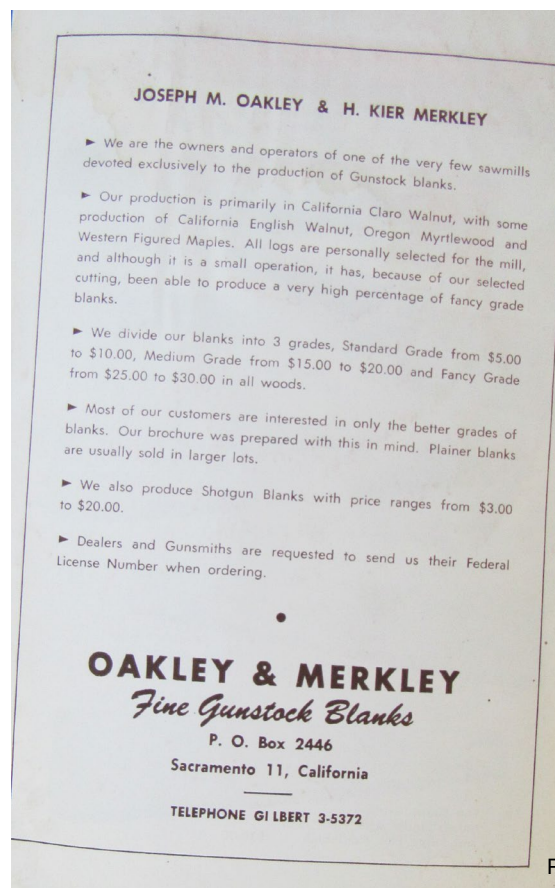 JOSEPH M. OAKLEY & H. KIER MERKLEY
► We are the owners and operators of one of the very few sawmills
devoted exclusively to the production of Gunstock blanks.
► Our production is primarily in California Claro Walnut, with some
production of California English Walnut, Oregon Myrtlewood and
Western Figured Maples. All logs are personally selected for the mill,
and although it is a small operation, it has, because of our selected
cutting, been able to produce a very high percentage of fancy grade
blanks.
► We divide our blanks into 3 grades, Standard Grade from $5.00
to $10.00, Medium Grade from $15.00 to $20.00 and Fancy Grade
from $25.00 to $30.00 in all woods.
► Most of our customers are interested in only the better grades of
blanks. Our brochure was prepared with this in mind. Plainer blanks
are usually sold in larger lots.
► We also produce Shotgun Blanks with price ranges from $3.00
to $20.00.
► Dealers and Gunsmiths are requested to send us their Federal
License Number when ordering.
●
OAKLEY & MERKLEY
Fine Gunstock Blanks
P. O. Box 2446
Sacramento 11, California
TELEPHONE GI LBERT 3-5372